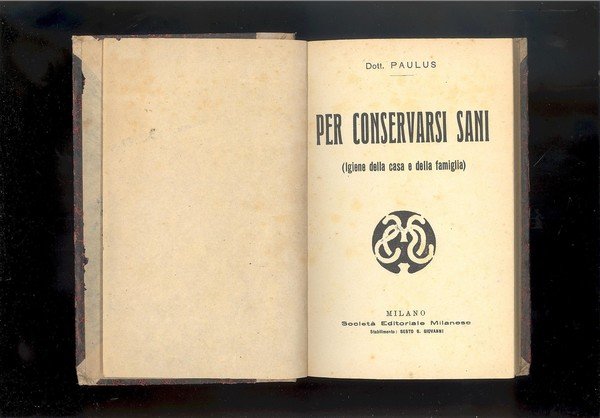 Dott. PAULUS
PER CONSERVARSI SANI
(Igiene della casa e della famiglia)
MILANO
Società Editoriale Milanese
Stabilimento: SESTO S. GIOVANNI